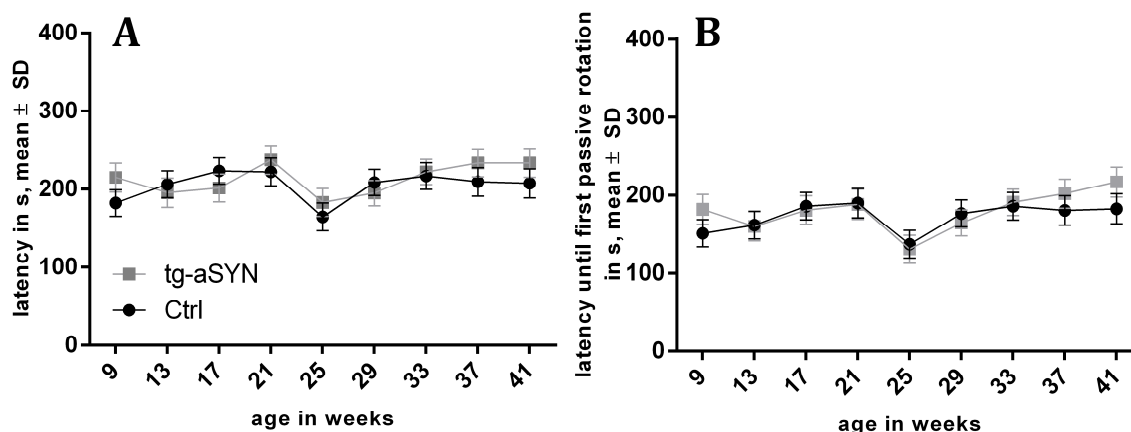 A
latency in s, mean ± SD
400
300
200
100
0
tg-aSYN
Ctrl
9 13 17 21 25 29 33 37 41
age in weeks
B
latency until first passive rotation
in s, mean ± SD
400
300
200
100
0
9 13 17 21 25 29 33 37 41
age in weeks